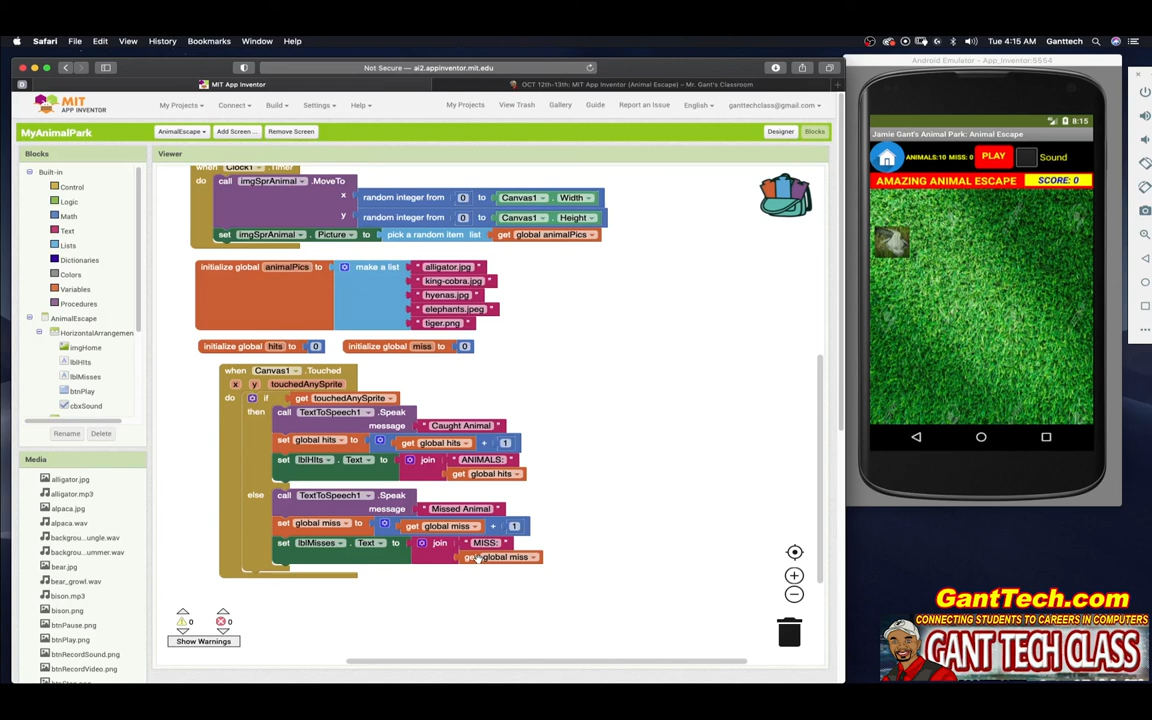 Safari File Edit View History Bookmarks Window Help Tue 4:15 AM Ganttech
Android Emulator - App_Inventor:5554
Not Secure — ai2.appinventor.mit.edu
MIT App Inventor OCT 12th-13th: MIT App Inventor (Animal Escape) – Mr. Gant's Classroom
MIT APP INVENTOR My Projects Connect Build Settings Help My Projects View Trash Gallery Guide Report an Issue English ganttechclass@gmail.com
MyAnimalPark AnimalEscape Add Screen ... Remove Screen Designer Blocks
Blocks Viewer
Built-in
Control
Logic
Math
Text
Lists
Dictionaries
Colors
Variables
Procedures
AnimalEscape
HorizontalArrangemen
imgHome
lblHIts
lblMisses
btnPlay
cbxSound
Rename Delete
Media
alligator.jpg
alligator.mp3
alpaca.jpg
alpaca.wav
backgrou...ungle.wav
backgrou...ummer.wav
bear.jpg
bear_growl.wav
bison.mp3
bison.png
btnPause.png
btnPlay.png
btnRecordSound.png
btnRecordVideo.png
when Clock1 .Timer
do call imgSprAnimal .MoveTo
x random integer from 0 to Canvas1 . Width
y random integer from 0 to Canvas1 . Height
set imgSprAnimal . Picture to pick a random item list get global animalPics
initialize global animalPics to make a list " alligator.jpg "
" king-cobra.jpg "
" hyenas.jpg "
" elephants.jpeg "
" tiger.png "
initialize global hits to 0 initialize global miss to 0
when Canvas1 .Touched
x y touchedAnySprite
do if get touchedAnySprite
then call TextToSpeech1 .Speak
message " Caught Animal "
set global hits to get global hits + 1
set lblHIts . Text to join " ANIMALS: "
get global hits
else call TextToSpeech1 .Speak
message " Missed Animal "
set global miss to get global miss + 1
set lblMisses . Text to join " MISS: "
get global miss
0 0
Show Warnings
8:15
Jamie Gant's Animal Park: Animal Escape
ANIMALS:10 MISS: 0 PLAY Sound
AMAZING ANIMAL ESCAPE SCORE: 0
GantTech.com
CONNECTING STUDENTS TO CAREERS IN COMPUTERS
GANT TECH CLASS